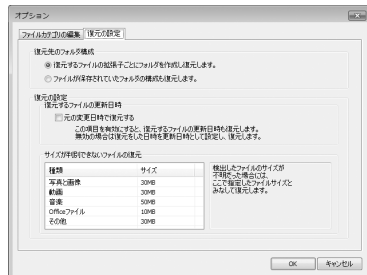 オプション
ファイルカテゴリの編集 復元の設定
復元先のフォルダ構成
復元するファイルの拡張子ごとにフォルダを作成し復元します。
ファイルが保存されていたフォルダの構成も復元します。
復元の設定
復元するファイルの更新日時
元の変更日時で復元する
この項目を有効にすると、復元するファイルの更新日時も復元します。
無効の場合は復元をした日時を更新日時として設定し、復元します。
サイズが判別できないファイルの復元
種類 サイズ
写真と画像 30MB
動画 30MB
音楽 50MB
Officeファイル 10MB
その他 30MB
検出したファイルのサイズが
不明だった場合には、
ここで指定したファイルサイズと
みなして復元します。
OK キャンセル